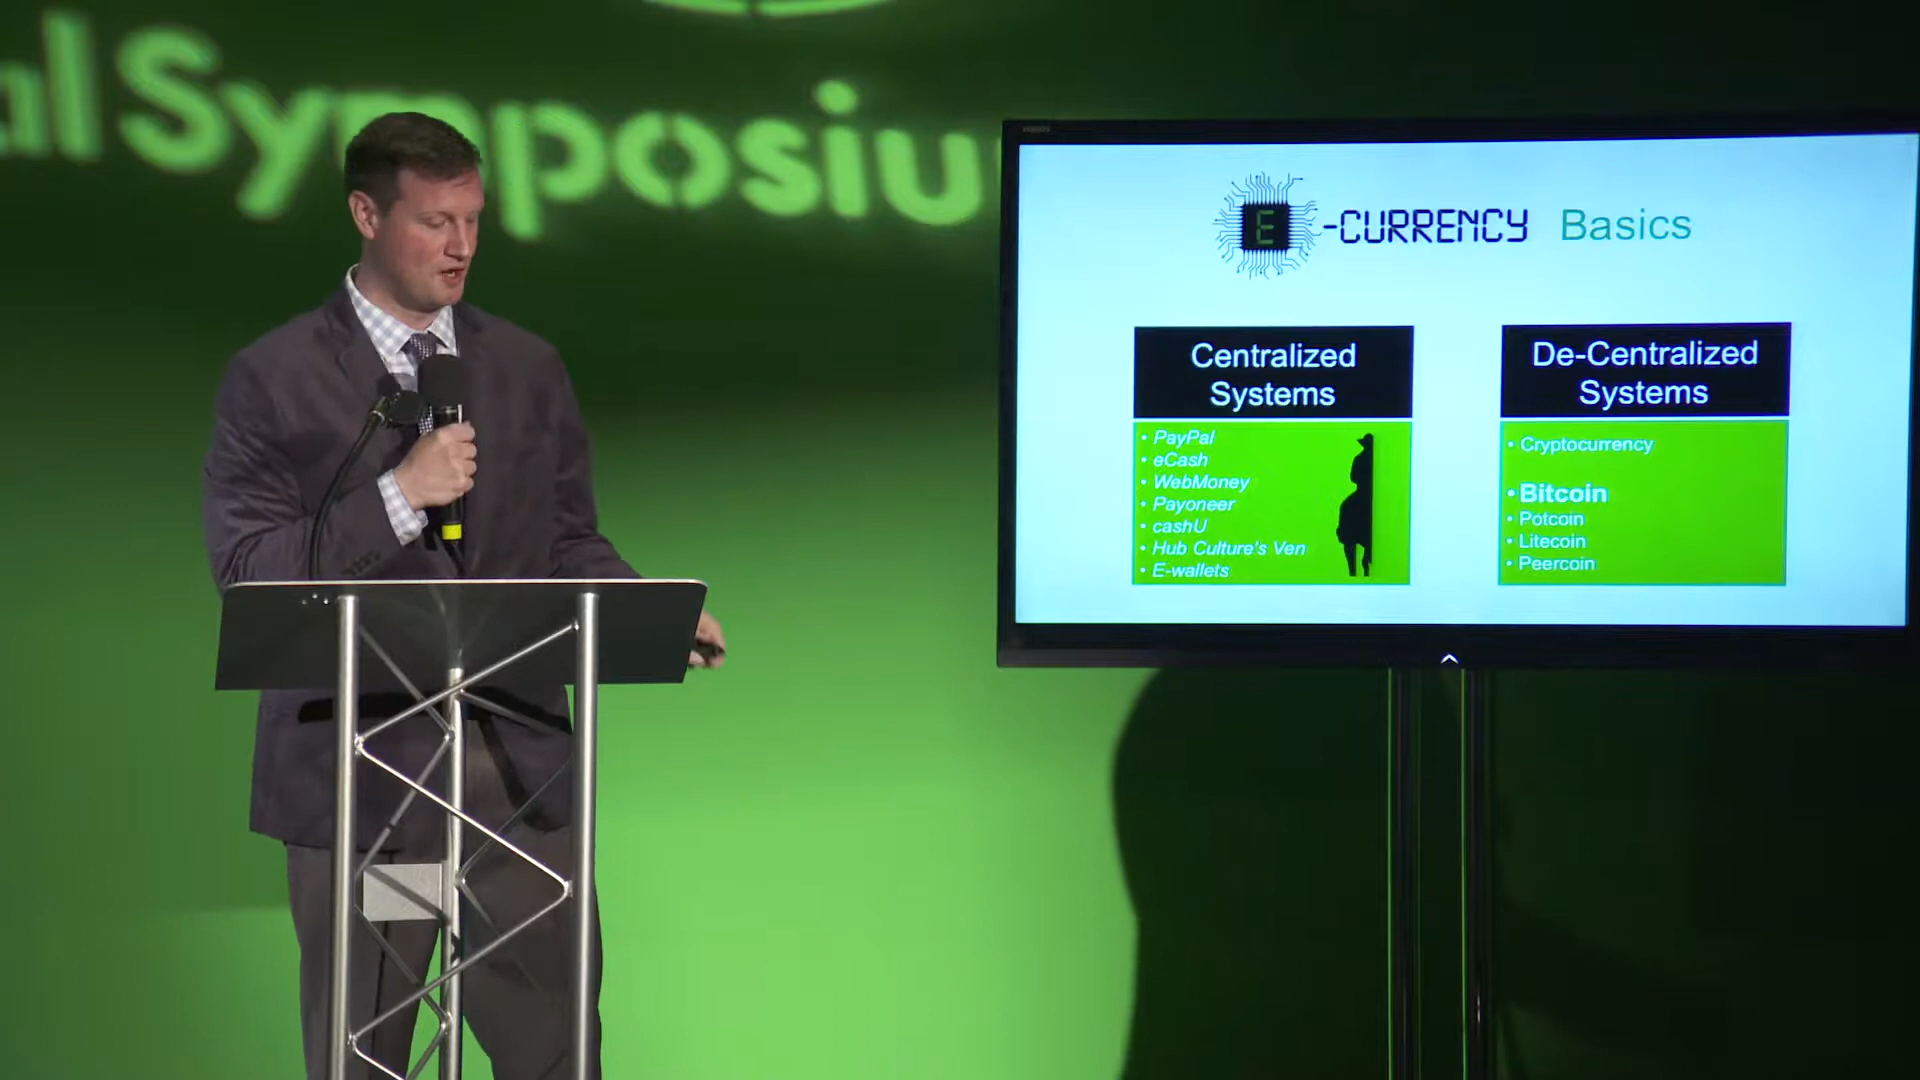 al Symposiu
E-CURRENCY Basics
Centralized
Systems
• PayPal
• eCash
• WebMoney
• Payoneer
• cashU
• Hub Culture's Ven
• E-wallets
De-Centralized
Systems
• Cryptocurrency
• Bitcoin
• Potcoin
• Litecoin
• Peercoin